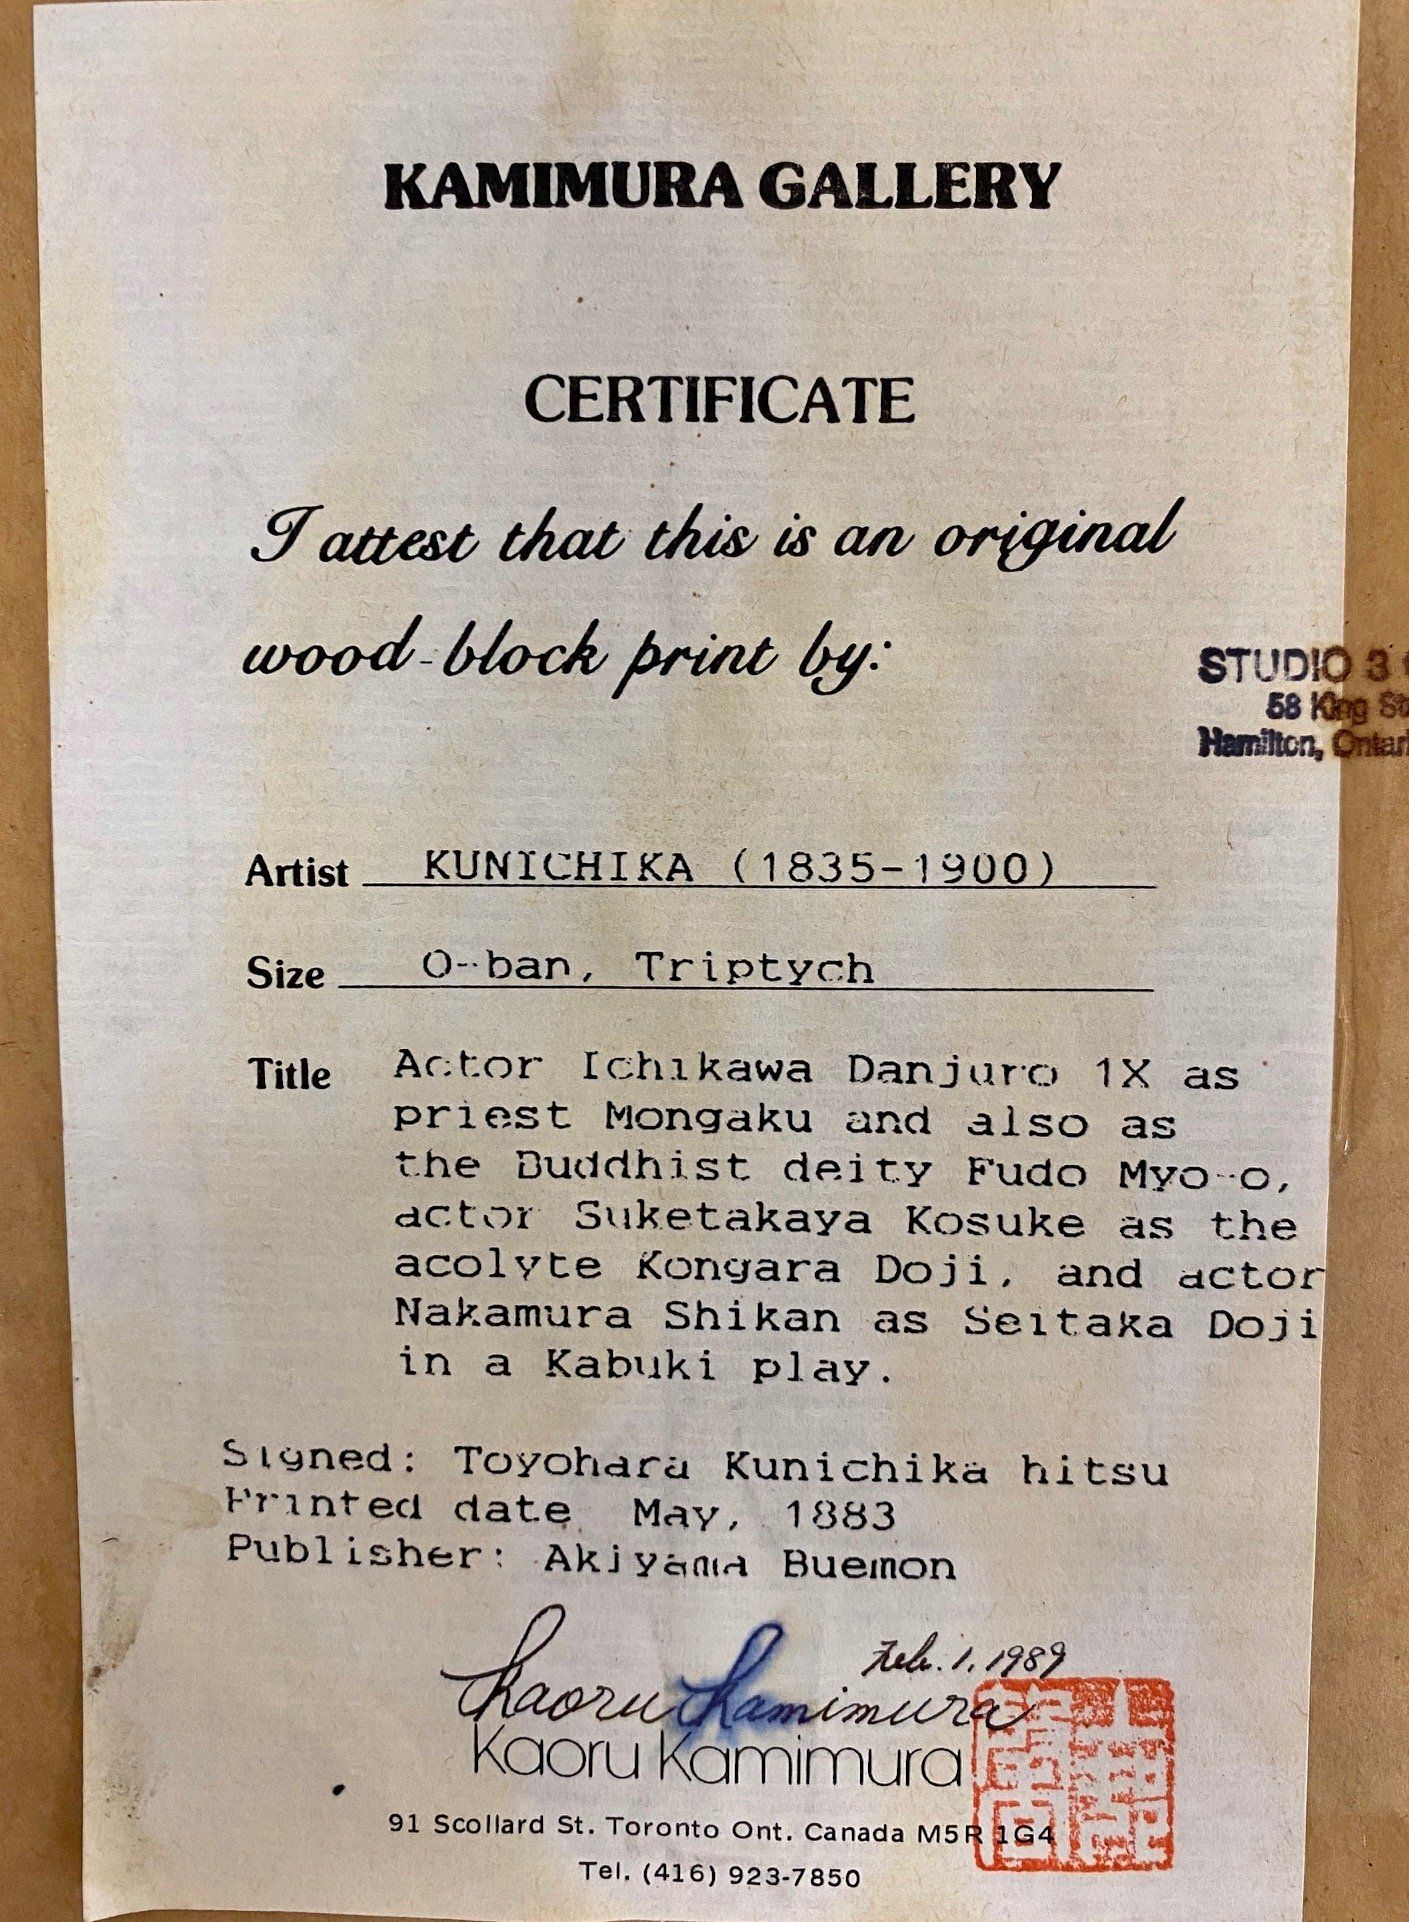 KAMIMURA GALLERY
CERTIFICATE
I attest that this is an original
wood-block print by:
STUDIO 3
58 King St
Hamilton, Ontar
Artist KUNICHIKA (1835-1900)
Size O-ban, Triptych
Title Actor Ichikawa Danjuro 1X as
priest Mongaku and also as
the Buddhist deity Fudo Myo-o,
actor Suketakaya Kosuke as the
acolyte Kongara Doji, and actor
Nakamura Shikan as Seitaka Doji
in a Kabuki play.
Signed: Toyohara Kunichika hitsu
Printed date May, 1883
Publisher: Akiyama Buemon
Feb. 1, 1989
Kaoru Kamimura
Kaoru Kamimura
91 Scollard St. Toronto Ont. Canada M5R 1G4
Tel. (416) 923-7850